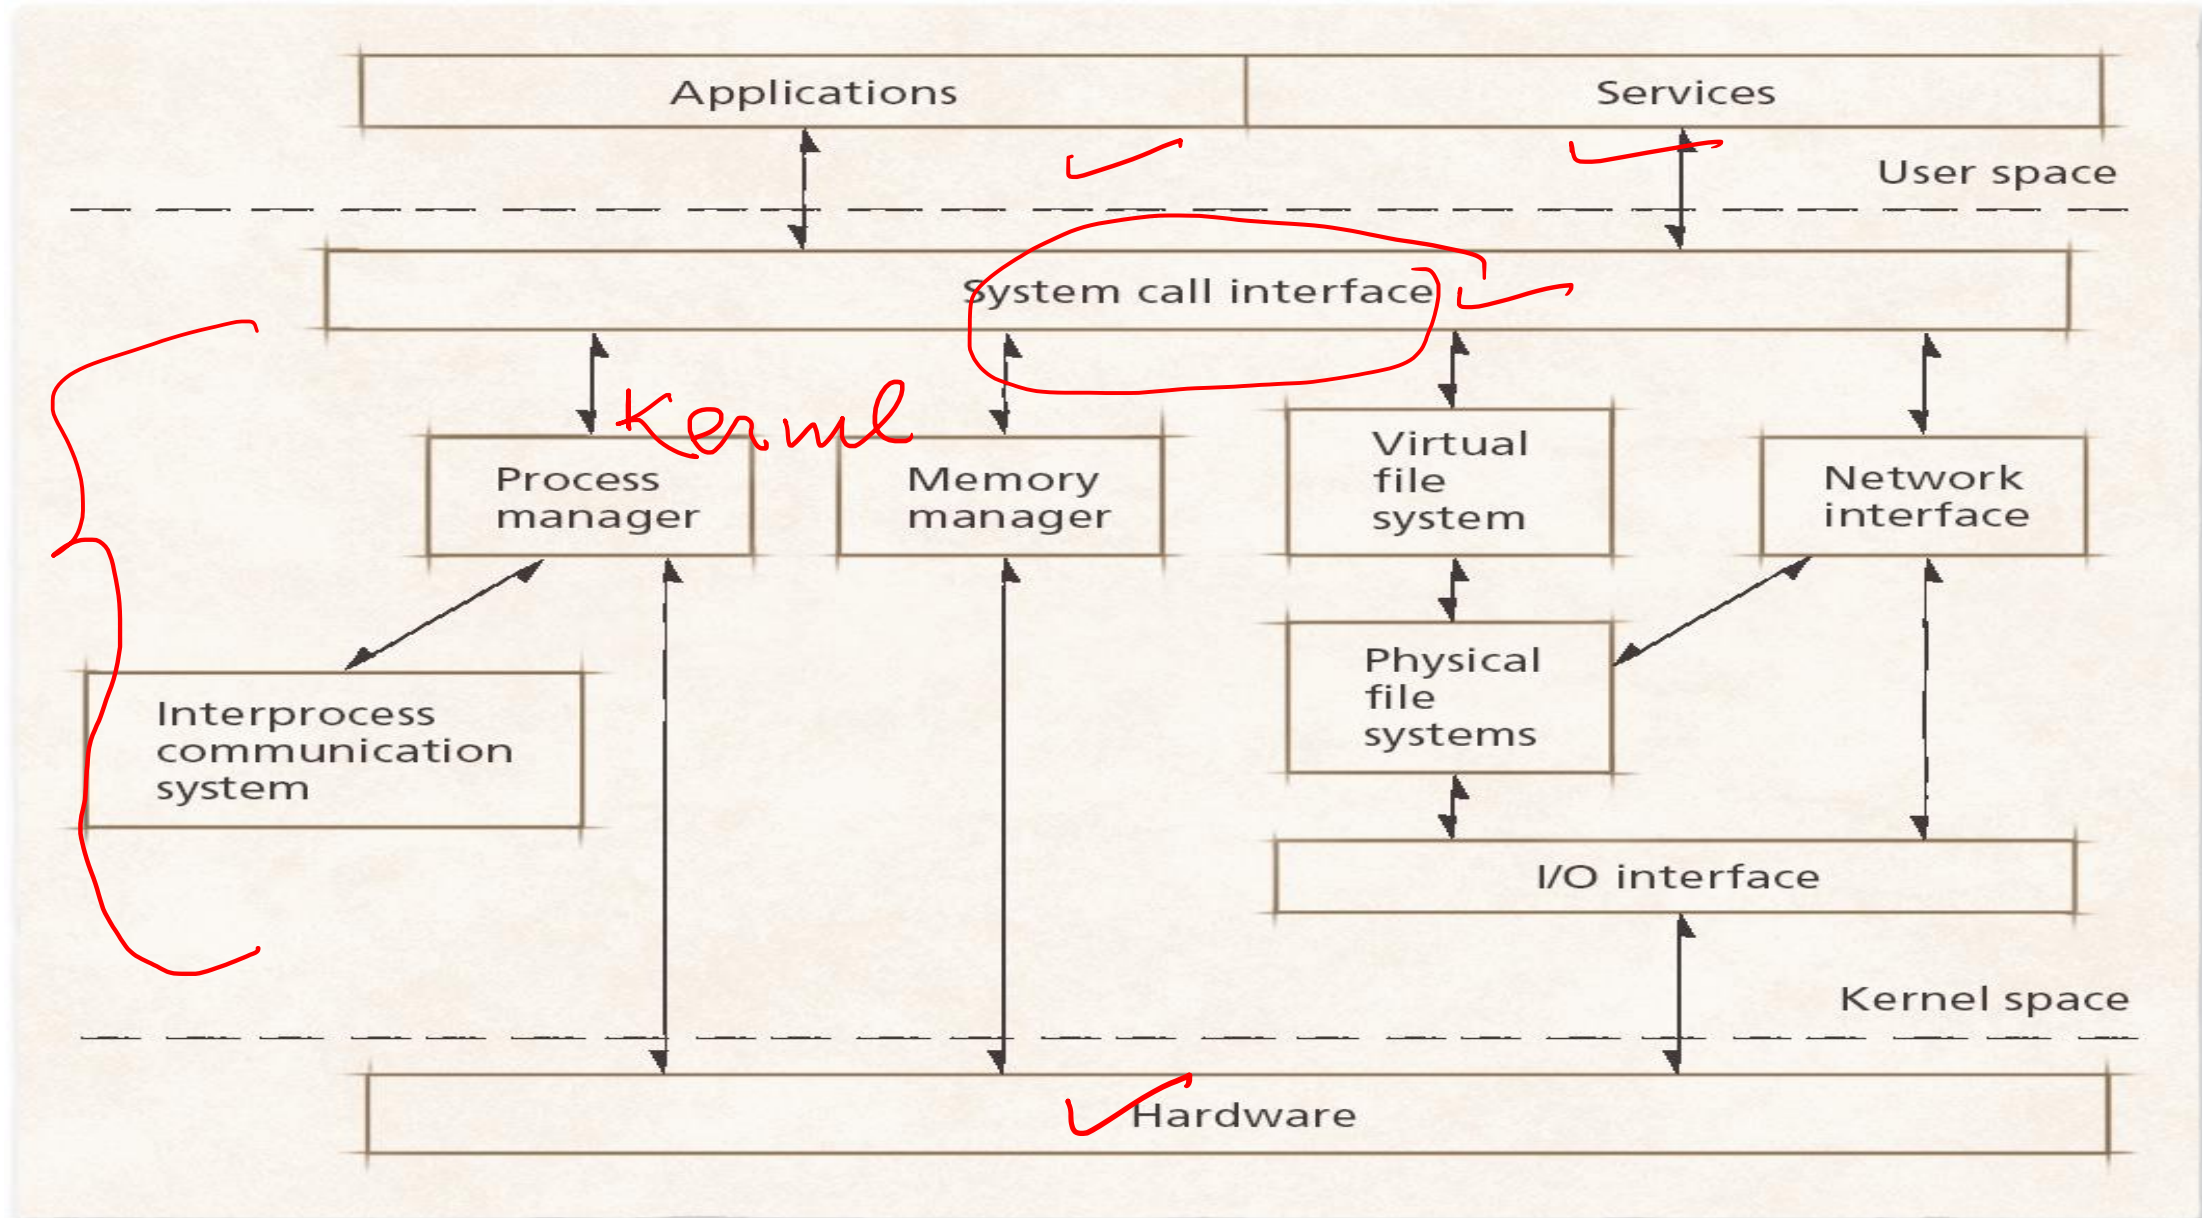 Applications
Services
User space
System call interface
Kernel
Process
manager
Memory
manager
Virtual
file
system
Network
interface
Interprocess
communication
system
Physical
file
systems
I/O interface
Kernel space
Hardware